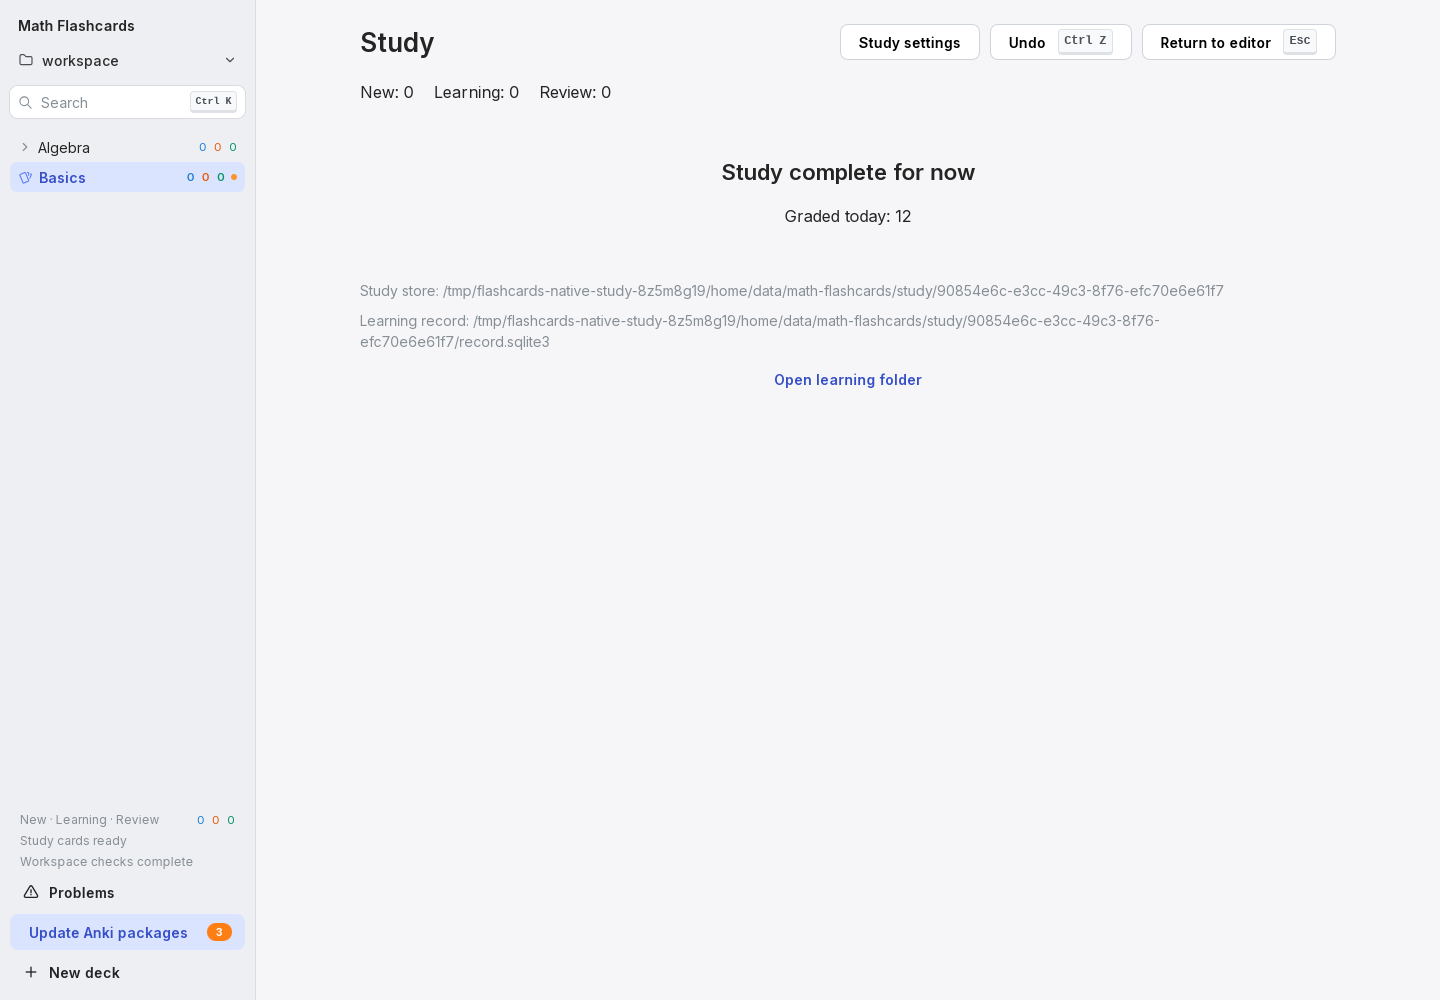 Math Flashcards
workspace
Search Ctrl K
Algebra 0 0 0
Basics 0 0 0
New · Learning · Review 0 0 0
Study cards ready
Workspace checks complete
Problems
Update Anki packages 3
New deck
Study
Study settings
Undo Ctrl Z
Return to editor Esc
New: 0 Learning: 0 Review: 0
Study complete for now
Graded today: 12
Study store: /tmp/flashcards-native-study-8z5m8g19/home/data/math-flashcards/study/90854e6c-e3cc-49c3-8f76-efc70e6e61f7
Learning record: /tmp/flashcards-native-study-8z5m8g19/home/data/math-flashcards/study/90854e6c-e3cc-49c3-8f76-
efc70e6e61f7/record.sqlite3
Open learning folder